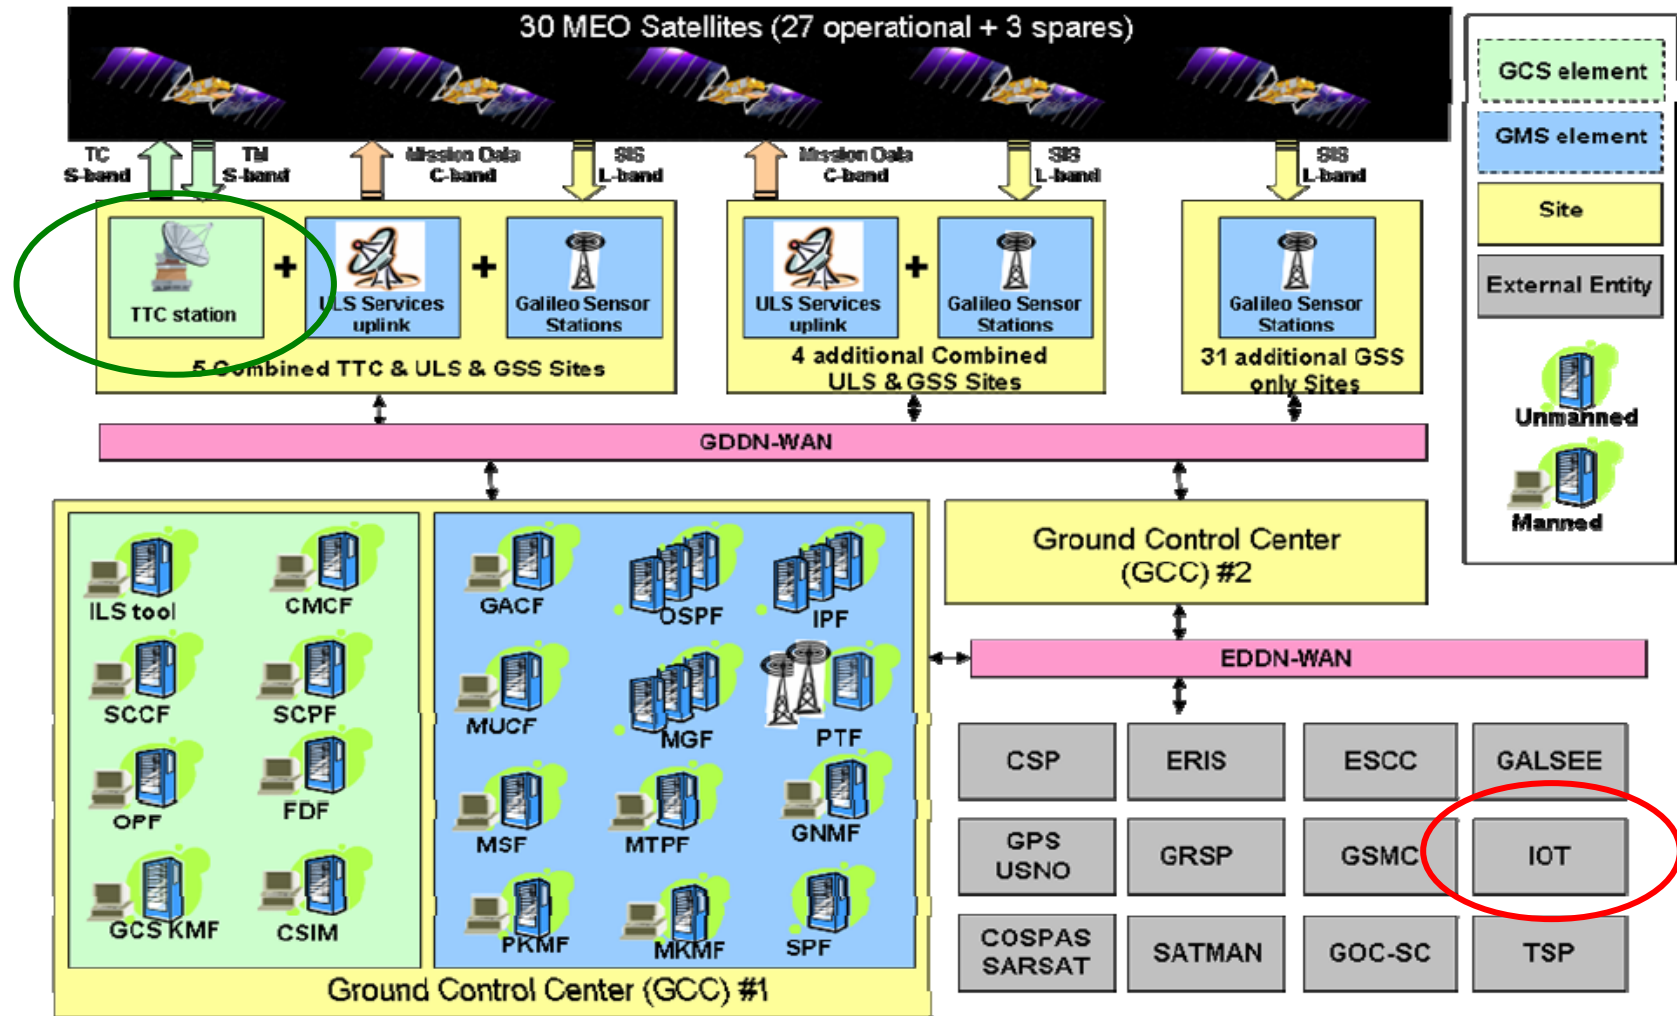 30 MEO Satellites (27 operational + 3 spares)
TC
S-band
TM
S-band
Mission Data
C-band
SIS
L-band
Mission Data
C-band
SIS
L-band
SIS
L-band
TTC station
+
ULS Services
uplink
+
Galileo Sensor
Stations
5 Combined TTC & ULS & GSS Sites
ULS Services
uplink
+
Galileo Sensor
Stations
4 additional Combined
ULS & GSS Sites
Galileo Sensor
Stations
31 additional GSS
only Sites
GCS element
GMS element
Site
External Entity
Unmanned
Manned
GDDN-WAN
ILS tool
CMCF
SCCF
SCPF
OPF
FDF
GCS KMF
CSIM
GACF
OSPF
IPF
MUCF
MGF
PTF
MSF
MTPF
GNMF
PKMF
MKMF
SPF
Ground Control Center (GCC) #1
Ground Control Center
(GCC) #2
EDDN-WAN
CSP
ERIS
ESCC
GALSEE
GPS
USNO
GRSP
GSMC
IOT
COSPAS
SARSAT
SATMAN
GOC-SC
TSP